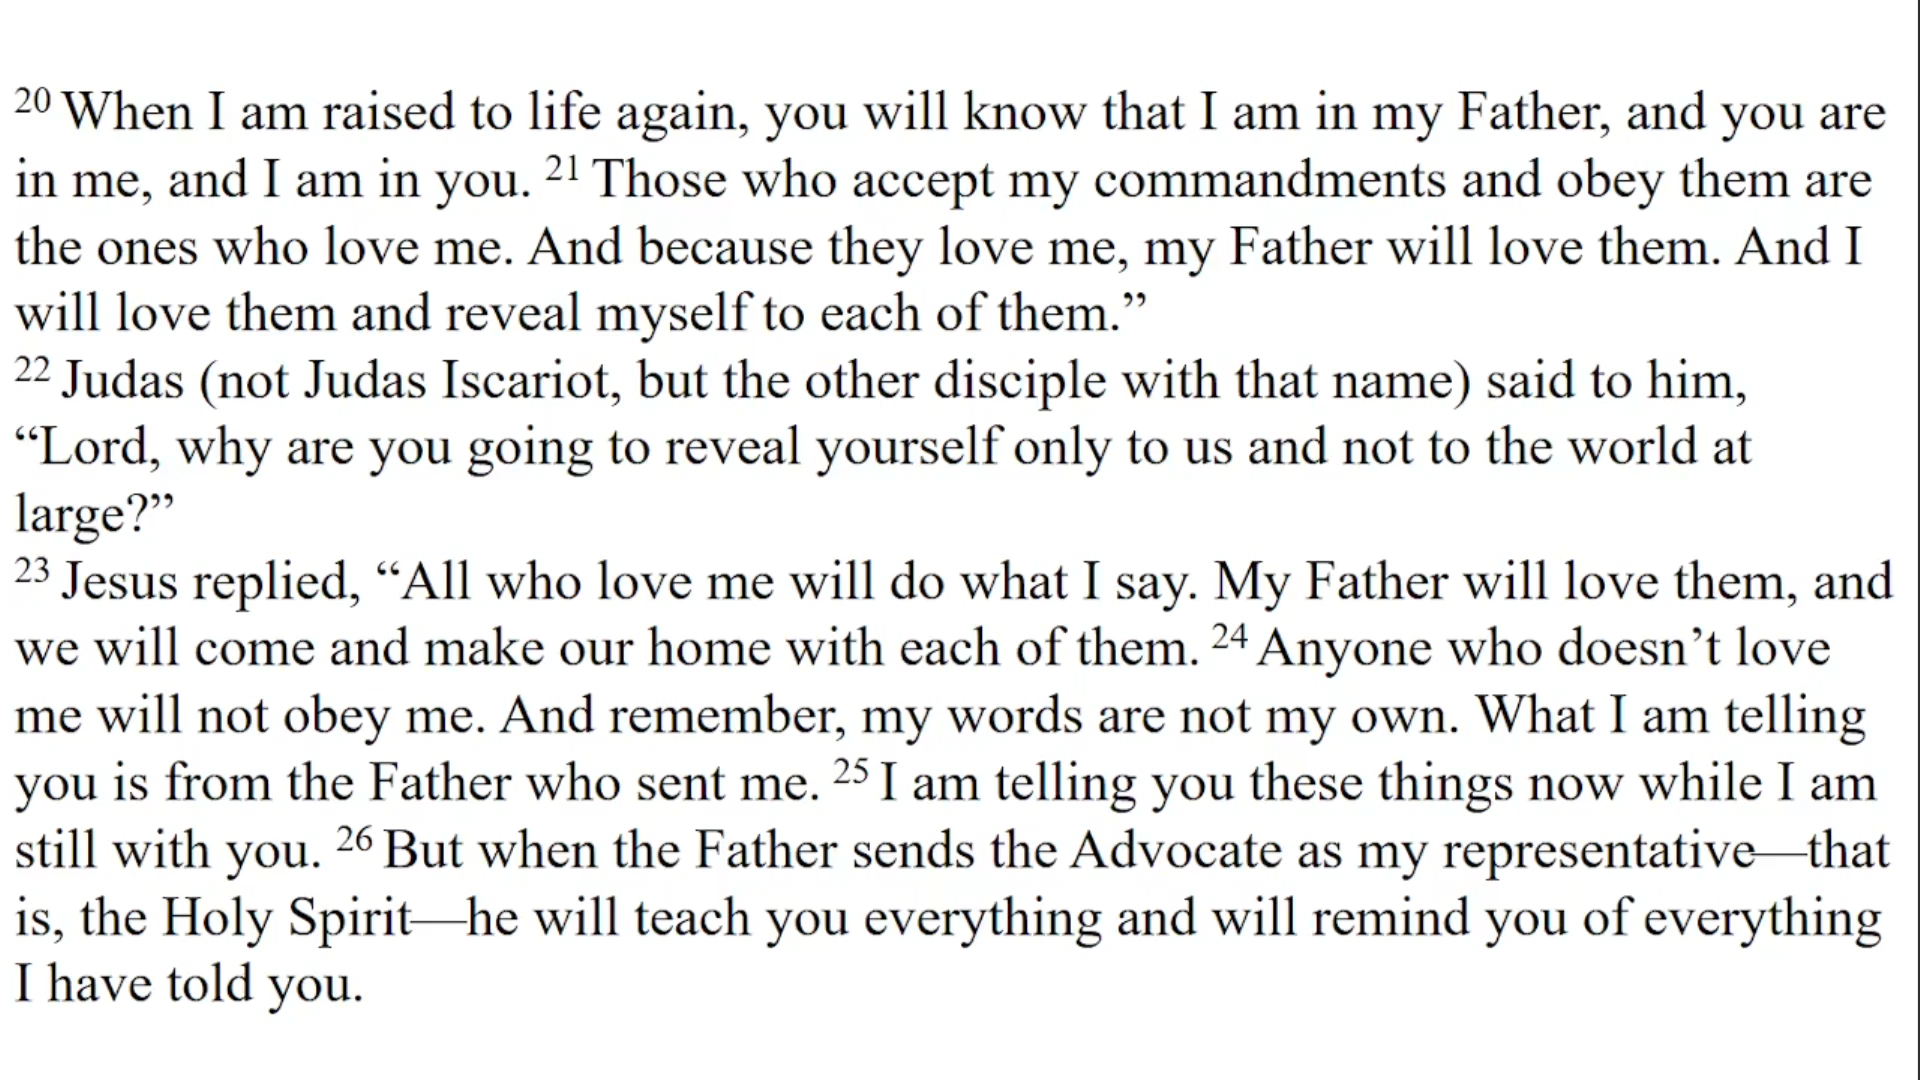 20 When I am raised to life again, you will know that I am in my Father, and you are
in me, and I am in you. 21 Those who accept my commandments and obey them are
the ones who love me. And because they love me, my Father will love them. And I
will love them and reveal myself to each of them.”
22 Judas (not Judas Iscariot, but the other disciple with that name) said to him,
“Lord, why are you going to reveal yourself only to us and not to the world at
large?”
23 Jesus replied, “All who love me will do what I say. My Father will love them, and
we will come and make our home with each of them. 24 Anyone who doesn’t love
me will not obey me. And remember, my words are not my own. What I am telling
you is from the Father who sent me. 25 I am telling you these things now while I am
still with you. 26 But when the Father sends the Advocate as my representative—that
is, the Holy Spirit—he will teach you everything and will remind you of everything
I have told you.